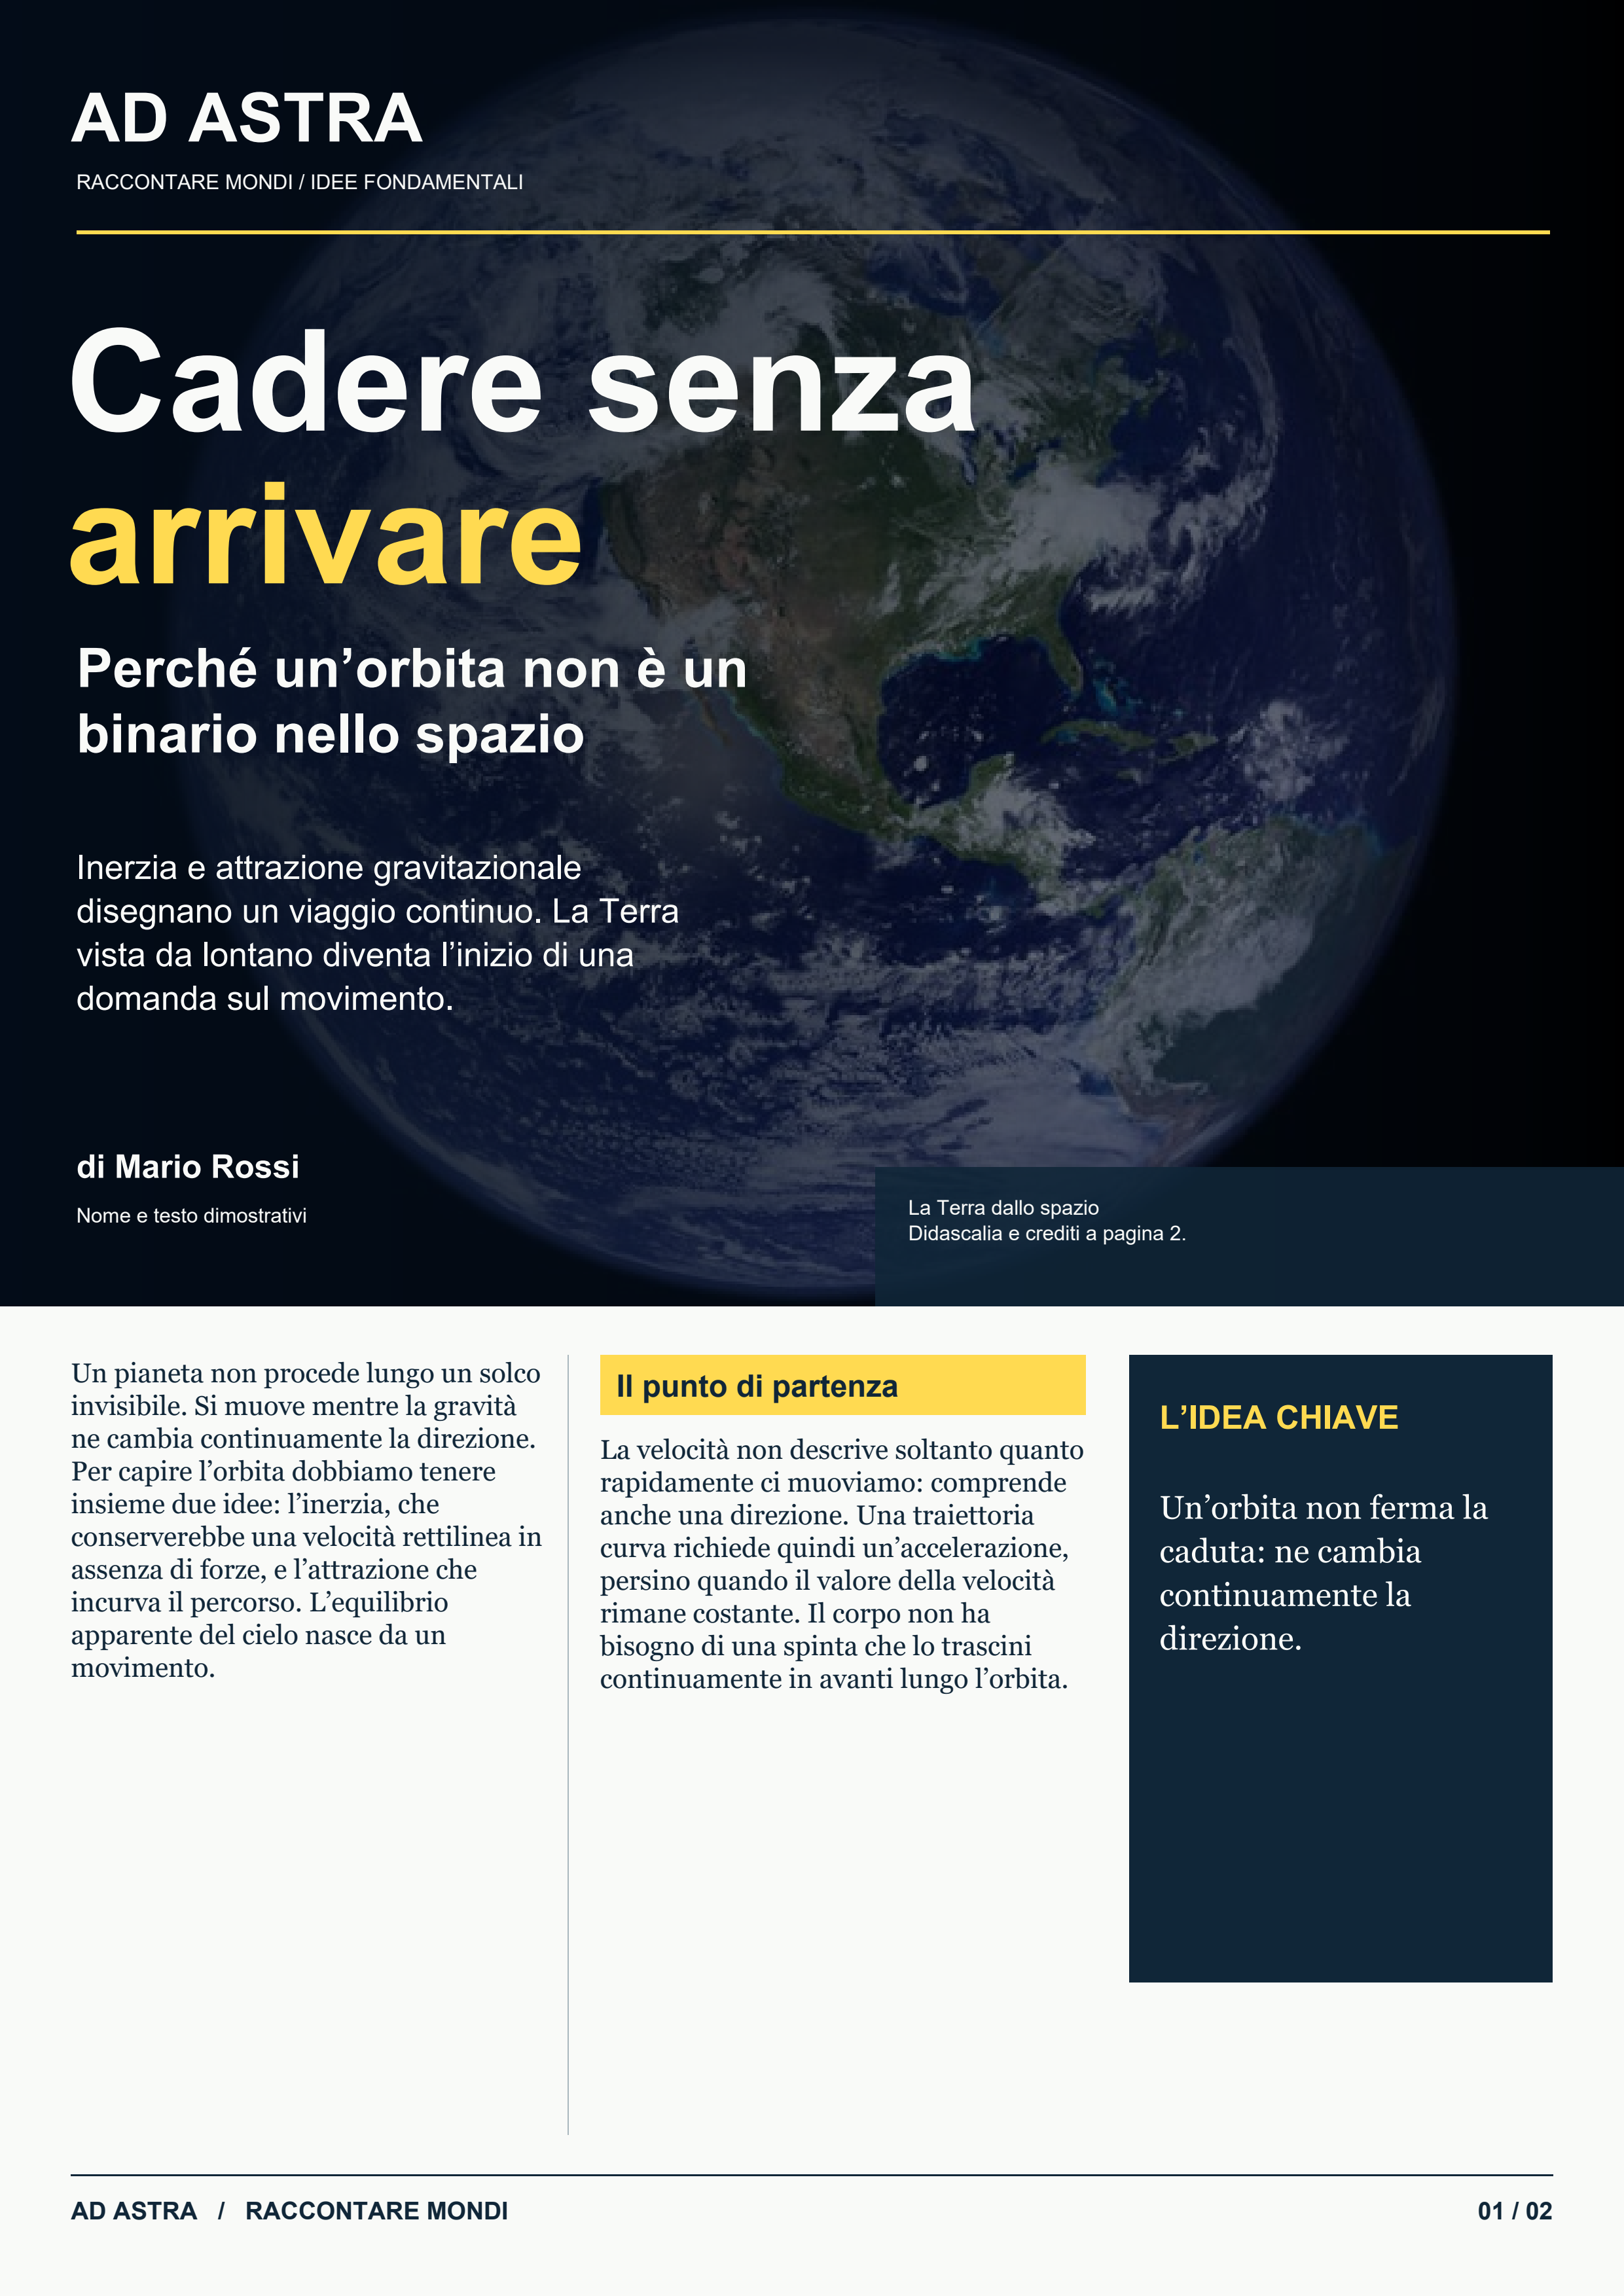 AD ASTRA
RACCONTARE MONDI / IDEE FONDAMENTALI
Cadere senza
arrivare
Perché un’orbita non è un
binario nello spazio
Inerzia e attrazione gravitazionale
disegnano un viaggio continuo. La Terra
vista da lontano diventa l’inizio di una
domanda sul movimento.
di Mario Rossi
Nome e testo dimostrativi
La Terra dallo spazio
Didascalia e crediti a pagina 2.
Un pianeta non procede lungo un solco
invisibile. Si muove mentre la gravità
ne cambia continuamente la direzione.
Per capire l’orbita dobbiamo tenere
insieme due idee: l’inerzia, che
conserverebbe una velocità rettilinea in
assenza di forze, e l’attrazione che
incurva il percorso. L’equilibrio
apparente del cielo nasce da un
movimento.
Il punto di partenza
La velocità non descrive soltanto quanto
rapidamente ci muoviamo: comprende
anche una direzione. Una traiettoria
curva richiede quindi un’accelerazione,
persino quando il valore della velocità
rimane costante. Il corpo non ha
bisogno di una spinta che lo trascini
continuamente in avanti lungo l’orbita.
L’IDEA CHIAVE
Un’orbita non ferma la
caduta: ne cambia
continuamente la
direzione.
AD ASTRA / RACCONTARE MONDI
01 / 02